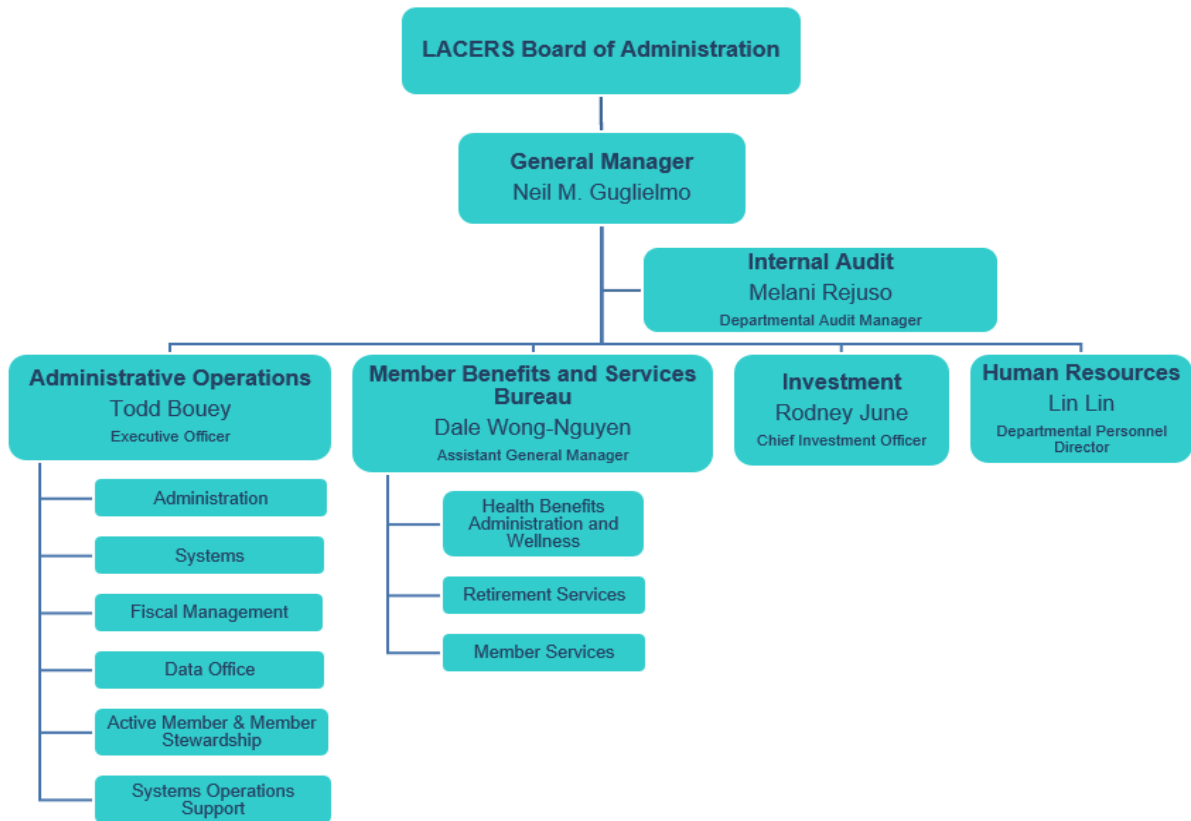 LACERS Board of Administration
General Manager
Neil M. Guglielmo
Internal Audit
Melani Rejuso
Departmental Audit Manager
Administrative Operations
Todd Bouey
Executive Officer
Member Benefits and Services
Bureau
Dale Wong-Nguyen
Assistant General Manager
Investment
Rodney June
Chief Investment Officer
Human Resources
Lin Lin
Departmental Personnel
Director
Administration
Systems
Fiscal Management
Data Office
Active Member & Member
Stewardship
Systems Operations
Support
Health Benefits
Administration and
Wellness
Retirement Services
Member Services